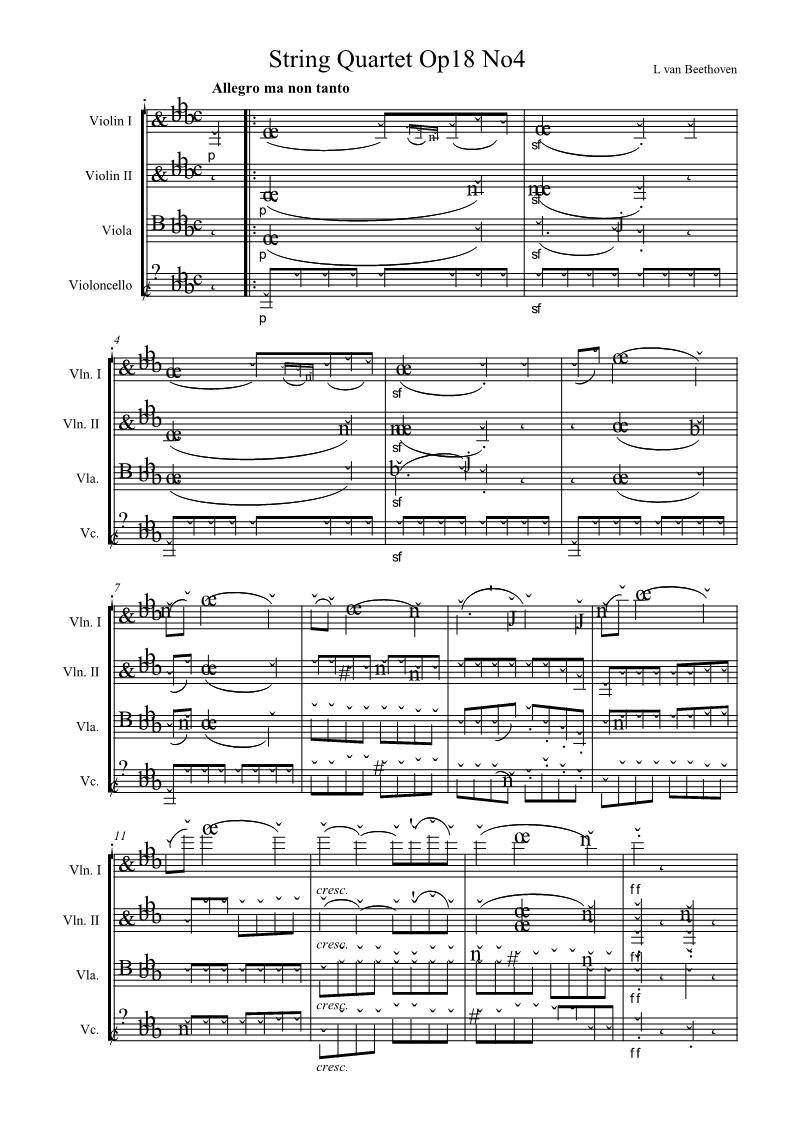 String Quartet Op18 No4
L van Beethoven
Allegro ma non tanto
Violin I
p
sf
Violin II
p
sf
Viola
p
sf
Violoncello
p
sf
4
Vln. I
sf
Vln. II
sf
Vla.
sf
Vc.
sf
7
Vln. I
Vln. II
Vla.
Vc.
11
Vln. I
cresc.
ff
Vln. II
cresc.
ff
Vla.
cresc.
ff
Vc.
cresc.
ff